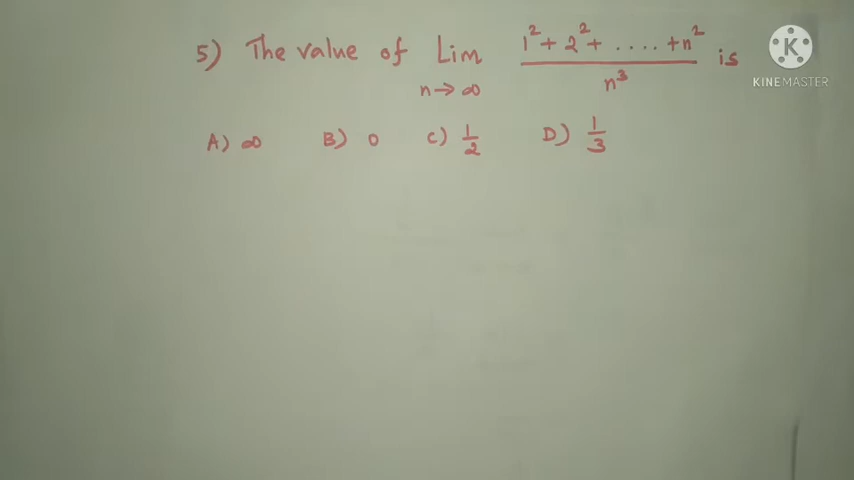 5) The value of Lim n→∞ 1²+2²+.....+n² / n³ is
A) ∞ B) 0 C) 1/2 D) 1/3
K
KINEMASTER